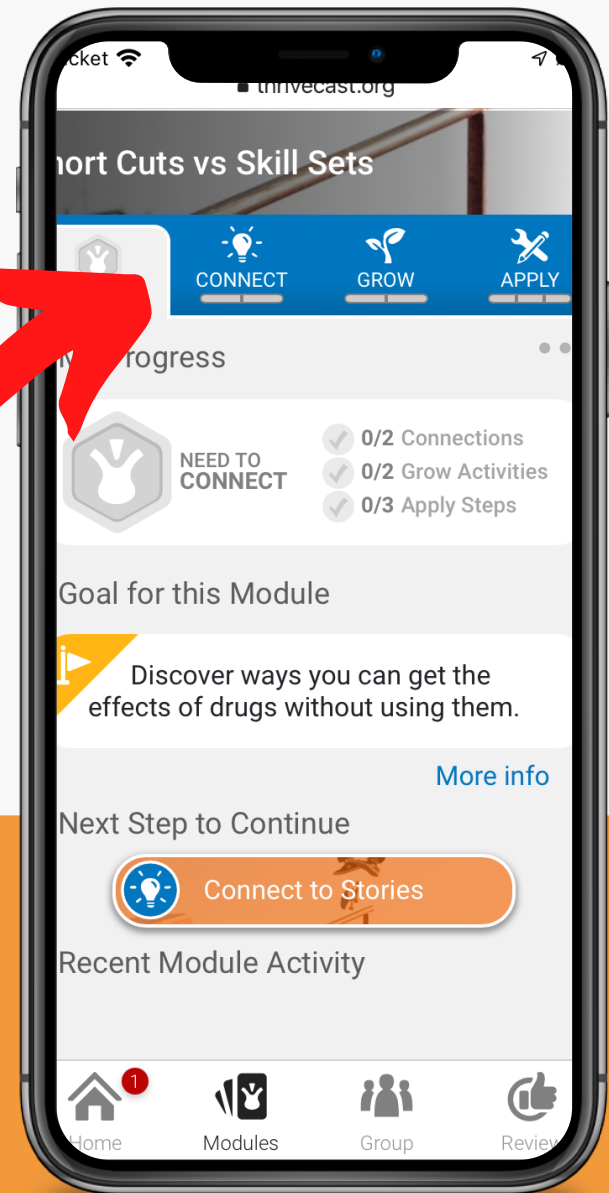 cket
thrivecast.org
hort Cuts vs Skill Sets
CONNECT
GROW
APPLY
rogress
NEED TO
CONNECT
0/2 Connections
0/2 Grow Activities
0/3 Apply Steps
Goal for this Module
Discover ways you can get the
effects of drugs without using them.
More info
Next Step to Continue
Connect to Stories
Recent Module Activity
1
Home
Modules
Group
Review